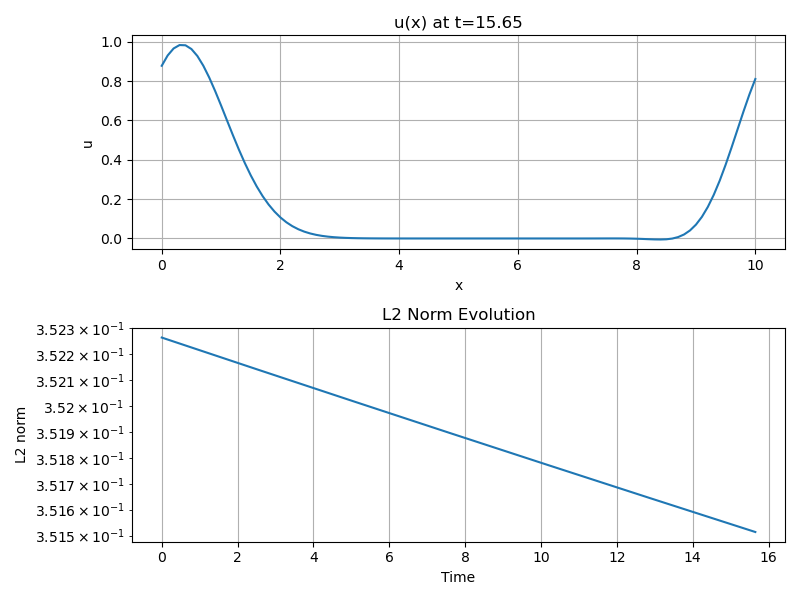 u(x) at t=15.65
1.0
0.8
0.6
0.4
0.2
0.0
u
0 2 4 6 8 10
x
L2 Norm Evolution
3.523 × 10⁻¹
3.522 × 10⁻¹
3.521 × 10⁻¹
3.52 × 10⁻¹
3.519 × 10⁻¹
3.518 × 10⁻¹
3.517 × 10⁻¹
3.516 × 10⁻¹
3.515 × 10⁻¹
L2 norm
0 2 4 6 8 10 12 14 16
Time